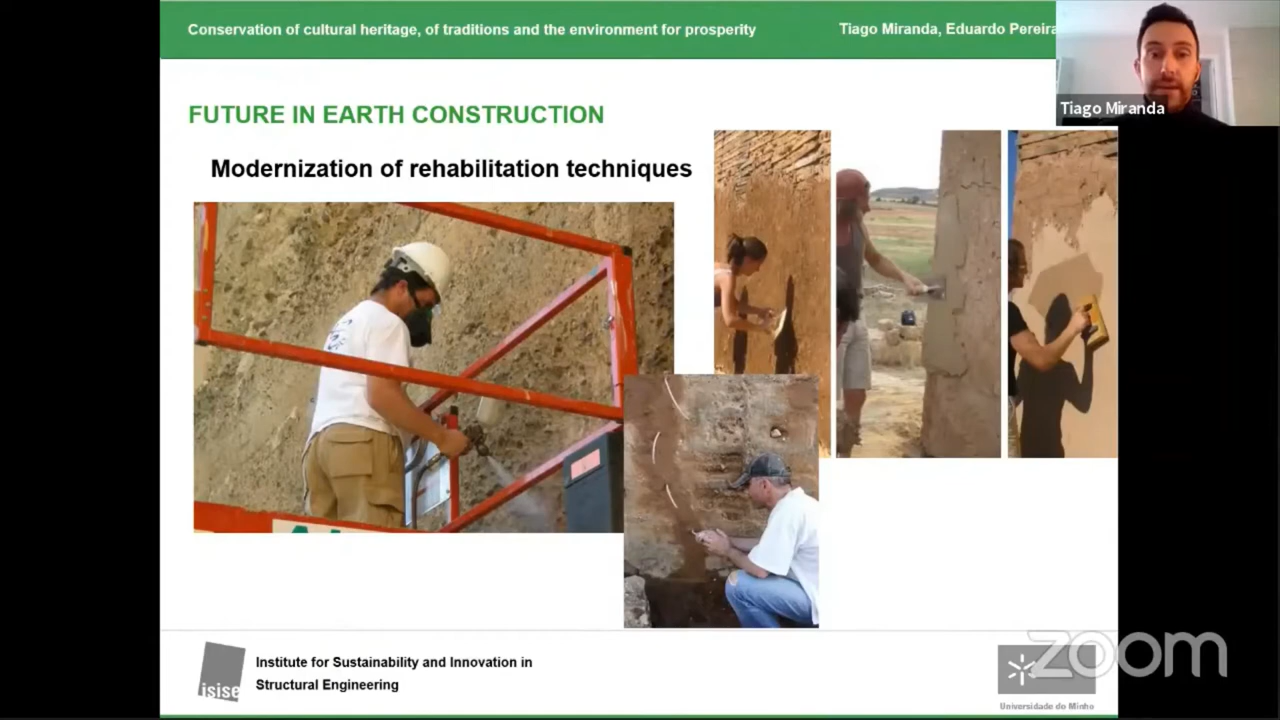 Conservation of cultural heritage, of traditions and the environment for prosperity
Tiago Miranda, Eduardo Pereira
Tiago Miranda
FUTURE IN EARTH CONSTRUCTION
Modernization of rehabilitation techniques
isise
Institute for Sustainability and Innovation in
Structural Engineering
zoom
Universidade do Minho